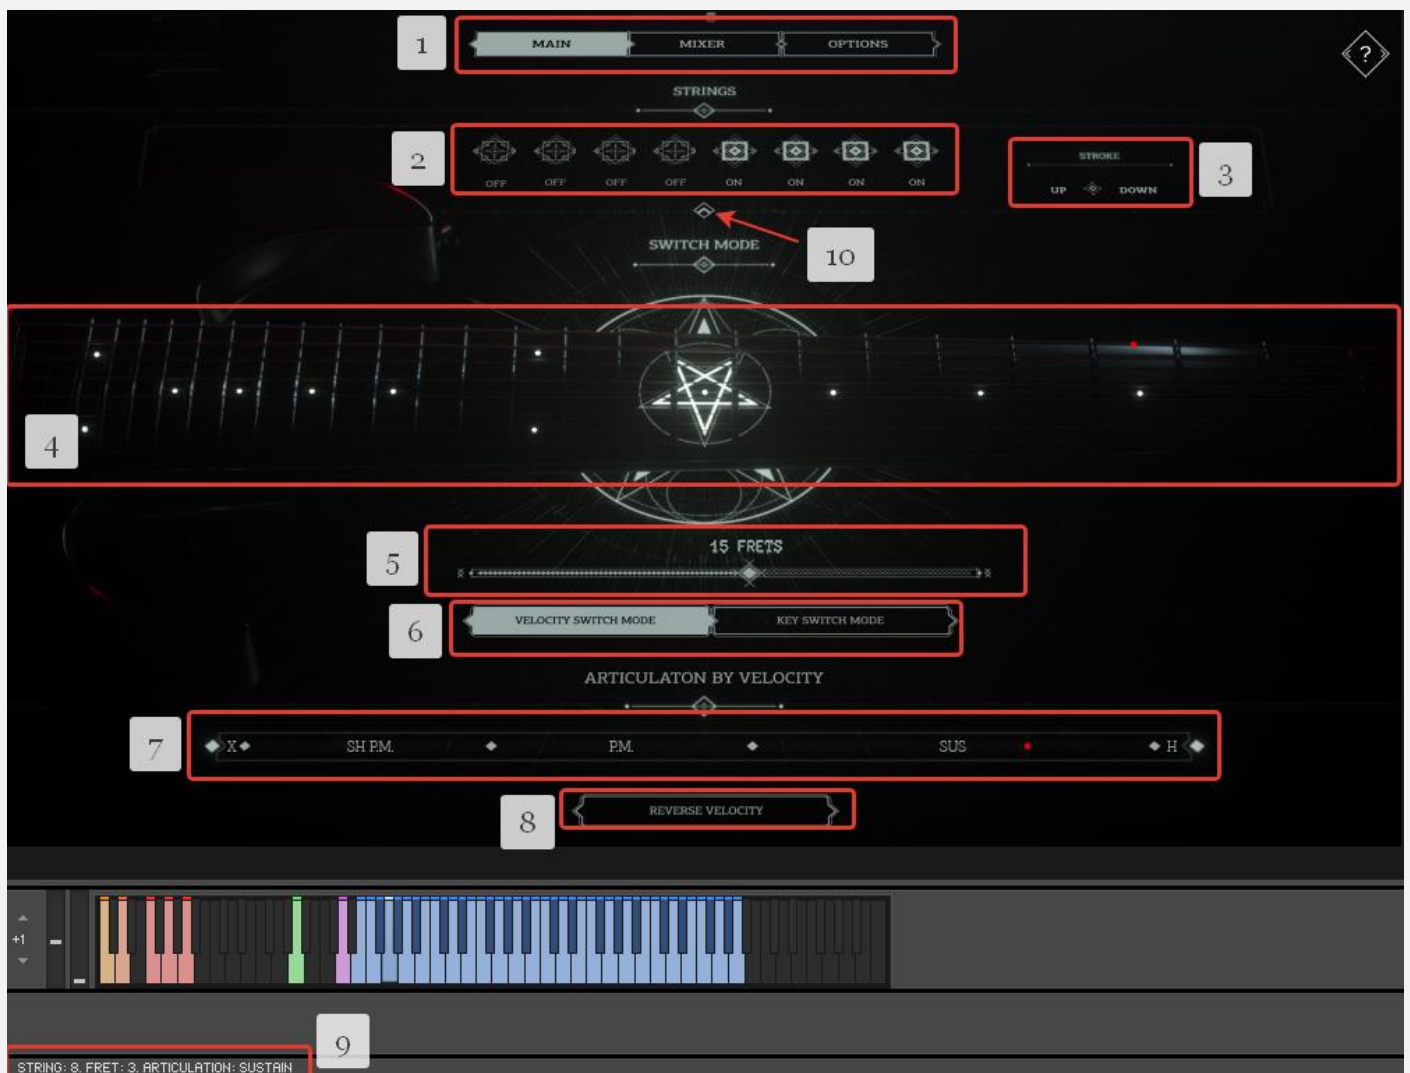 1
MAIN MIXER OPTIONS
?
STRINGS
2
OFF OFF OFF OFF ON ON ON ON
STROKE
UP DOWN
3
10
SWITCH MODE
4
15 FRETS
5
VELOCITY SWITCH MODE KEY SWITCH MODE
6
ARTICULATON BY VELOCITY
7
X SH P.M. P.M. SUS H
8
REVERSE VELOCITY
+1
9
STRING: 8, FRET: 3, ARTICULATION: SUSTAIN